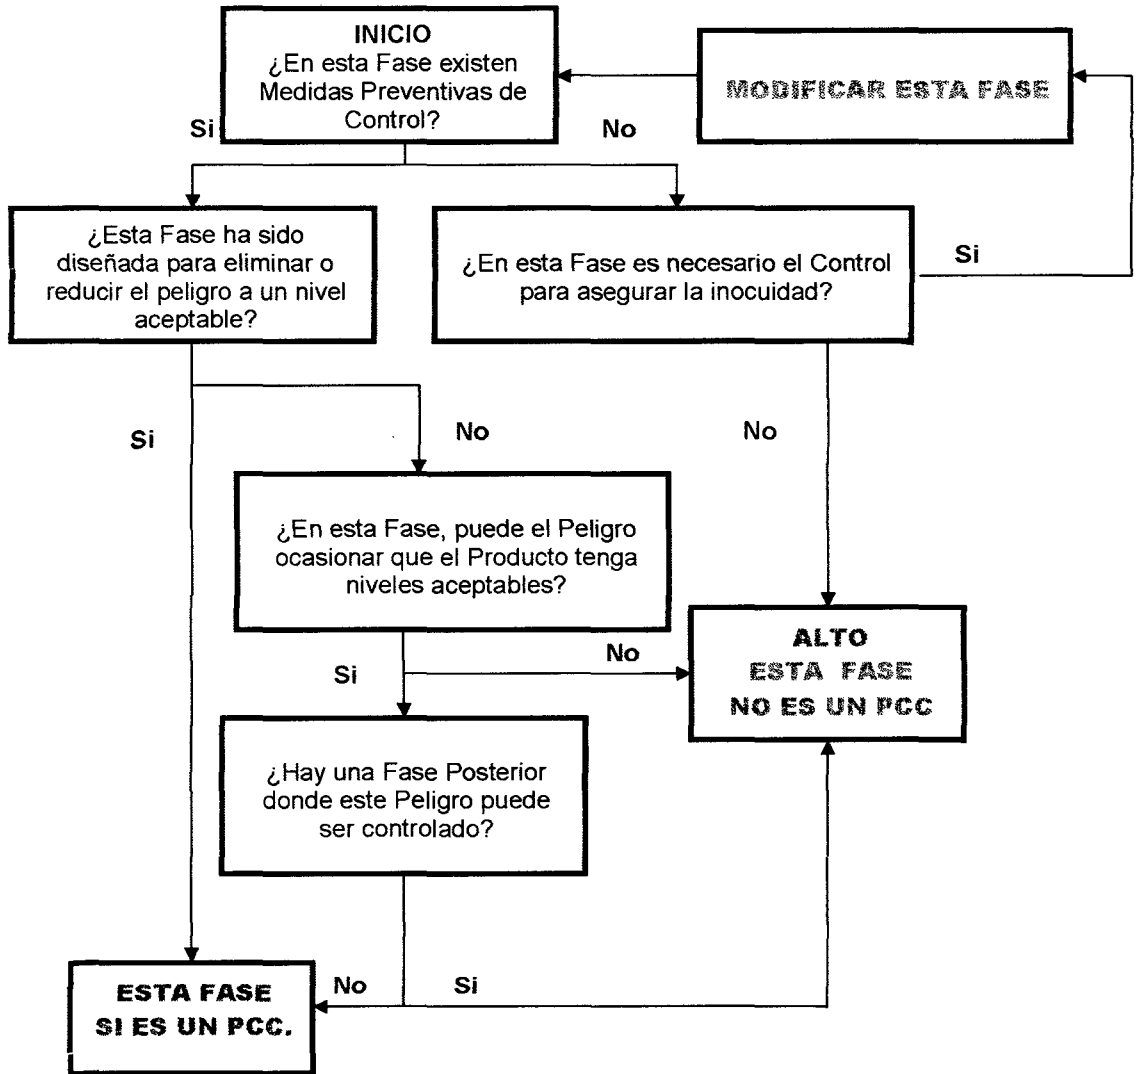 INICIO
¿En esta Fase existen
Medidas Preventivas de
Control?
MODIFICAR ESTA FASE
Si
No
¿Esta Fase ha sido
diseñada para eliminar o
reducir el peligro a un nivel
aceptable?
¿En esta Fase es necesario el Control
para asegurar la inocuidad?
Si
Si
No
No
¿En esta Fase, puede el Peligro
ocasionar que el Producto tenga
niveles aceptables?
Si
No
ALTO
ESTA FASE
NO ES UN PCC
¿Hay una Fase Posterior
donde este Peligro puede
ser controlado?
ESTA FASE
SI ES UN PCC.
No
Si